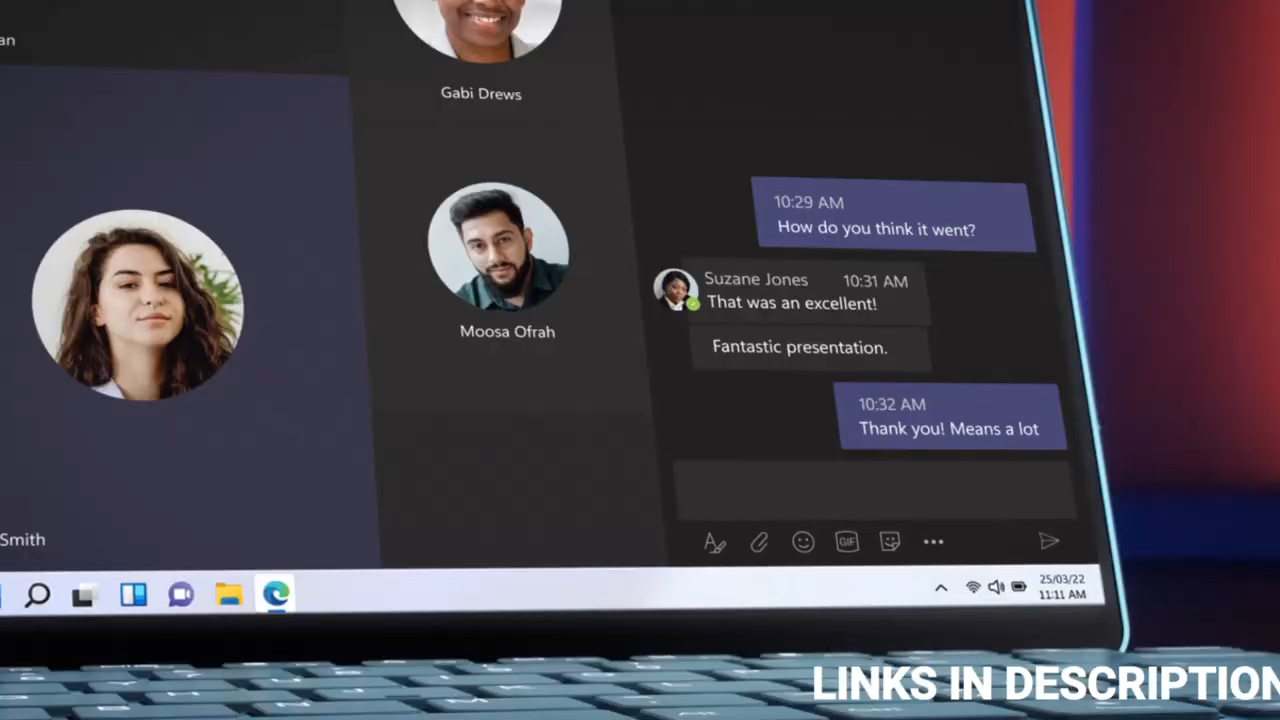 an
Gabi Drews
Moosa Ofrah
Smith
10:29 AM
How do you think it went?
Suzane Jones 10:31 AM
That was an excellent!
Fantastic presentation.
10:32 AM
Thank you! Means a lot
GIF
25/03/22
11:11 AM
LINKS IN DESCRIPTION